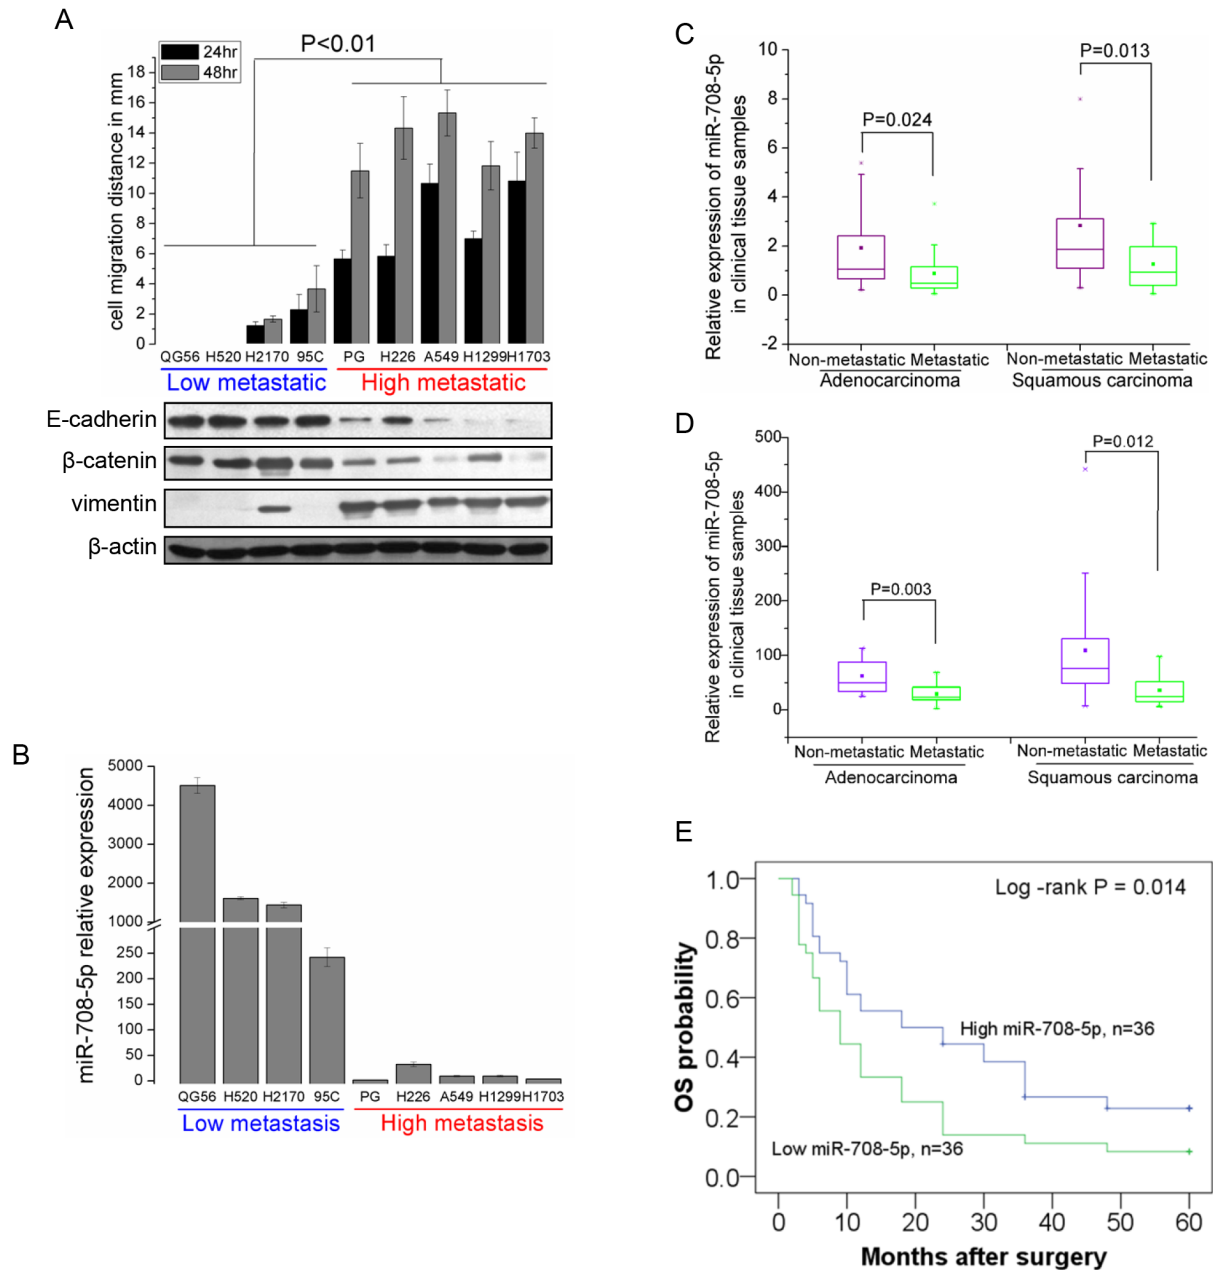 A
24hr
48hr
P<0.01
cell migration distance in mm
18
16
14
12
10
8
6
4
2
0
QG56 H520 H2170 95C PG H226 A549 H1299 H1703
Low metastatic High metastatic
E-cadherin
β-catenin
vimentin
β-actin
B
miR-708-5p relative expression
5000
4000
3000
2000
1000
250
200
150
100
50
0
QG56 H520 H2170 95C PG H226 A549 H1299 H1703
Low metastasis High metastasis
C
Relative expression of miR-708-5p
in clinical tissue samples
10
8
6
4
2
0
-2
P=0.024
P=0.013
Non-metastatic Metastatic Non-metastatic Metastatic
Adenocarcinoma Squamous carcinoma
D
Relative expression of miR-708-5p
in clinical tissue samples
500
400
300
200
100
0
P=0.003
P=0.012
Non-metastatic Metastatic Non-metastatic Metastatic
Adenocarcinoma Squamous carcinoma
E
OS probability
1.0
0.8
0.6
0.4
0.2
0.0
Log -rank P = 0.014
High miR-708-5p, n=36
Low miR-708-5p, n=36
0 10 20 30 40 50 60
Months after surgery